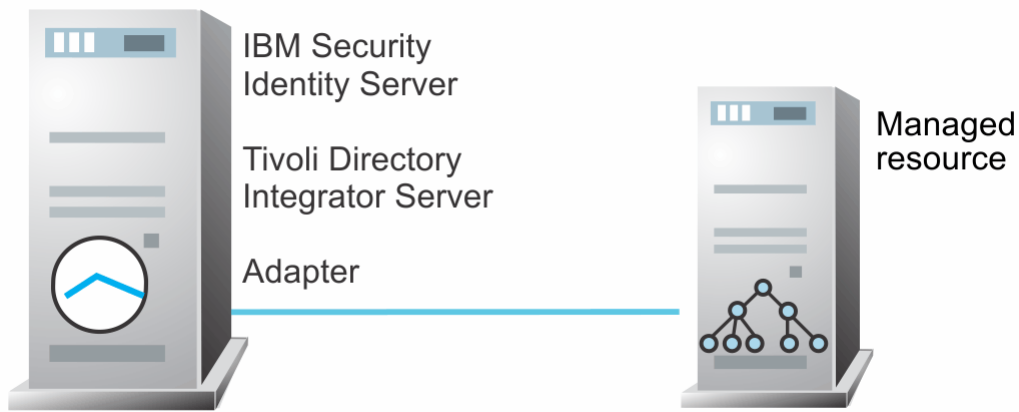 IBM Security
Identity Server
Tivoli Directory
Integrator Server
Adapter
Managed
resource